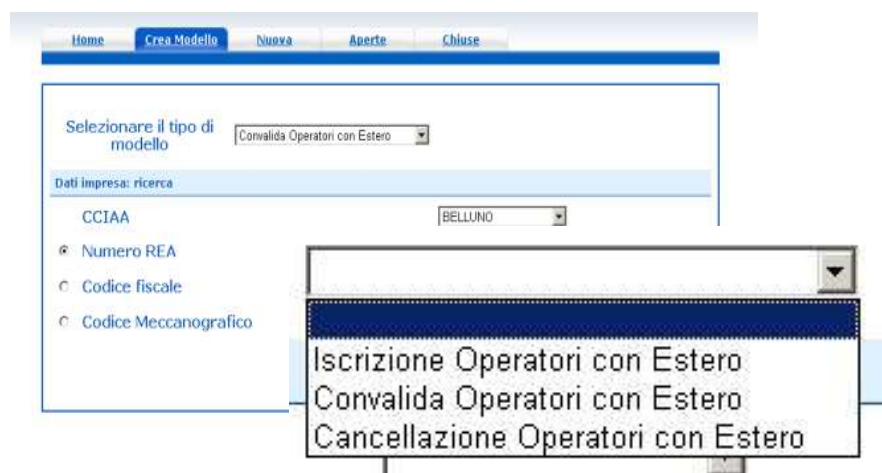 Home Crea Modello Nuova Aperte Chiuse
Selezionare il tipo di
modello
Convalida Operatori con Estero
Dati impresa: ricerca
CCIAA BELLUNO
Numero REA
Codice fiscale
Codice Meccanografico
Iscrizione Operatori con Estero
Convalida Operatori con Estero
Cancellazione Operatori con Estero